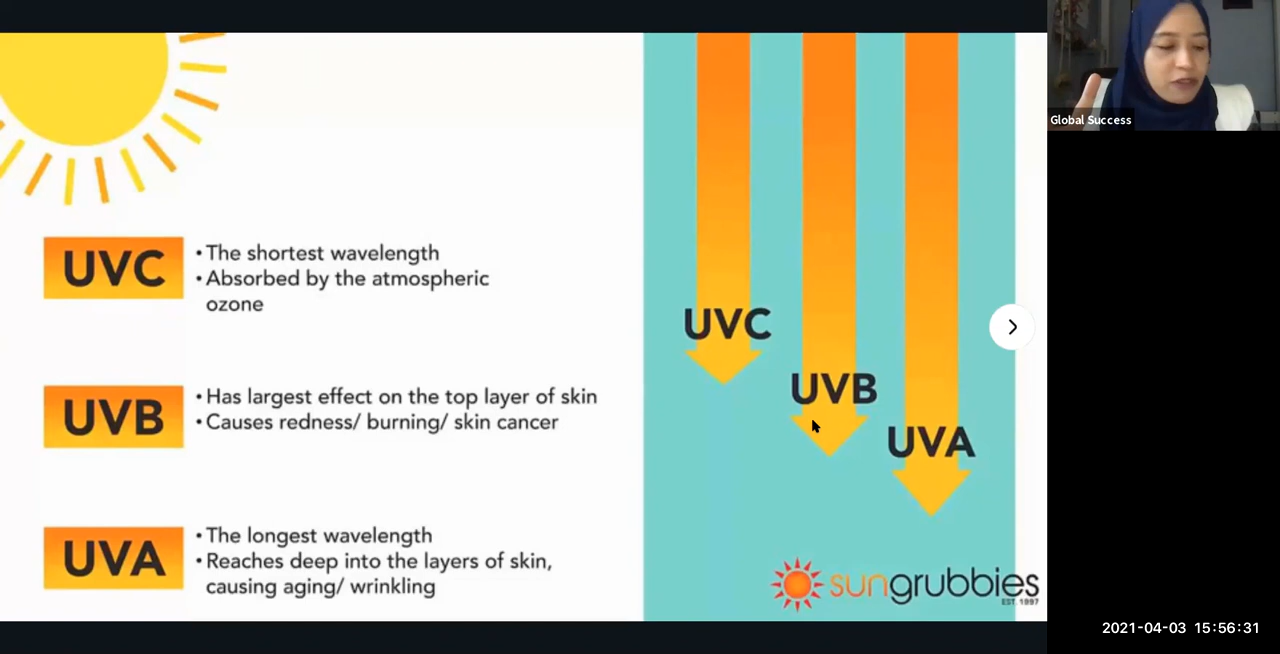 Global Success
UVC
• The shortest wavelength
• Absorbed by the atmospheric
ozone
UVB
• Has largest effect on the top layer of skin
• Causes redness/ burning/ skin cancer
UVA
• The longest wavelength
• Reaches deep into the layers of skin,
causing aging/ wrinkling
UVC
UVB
UVA
sungrubbies
EST. 1997
2021-04-03 15:56:31